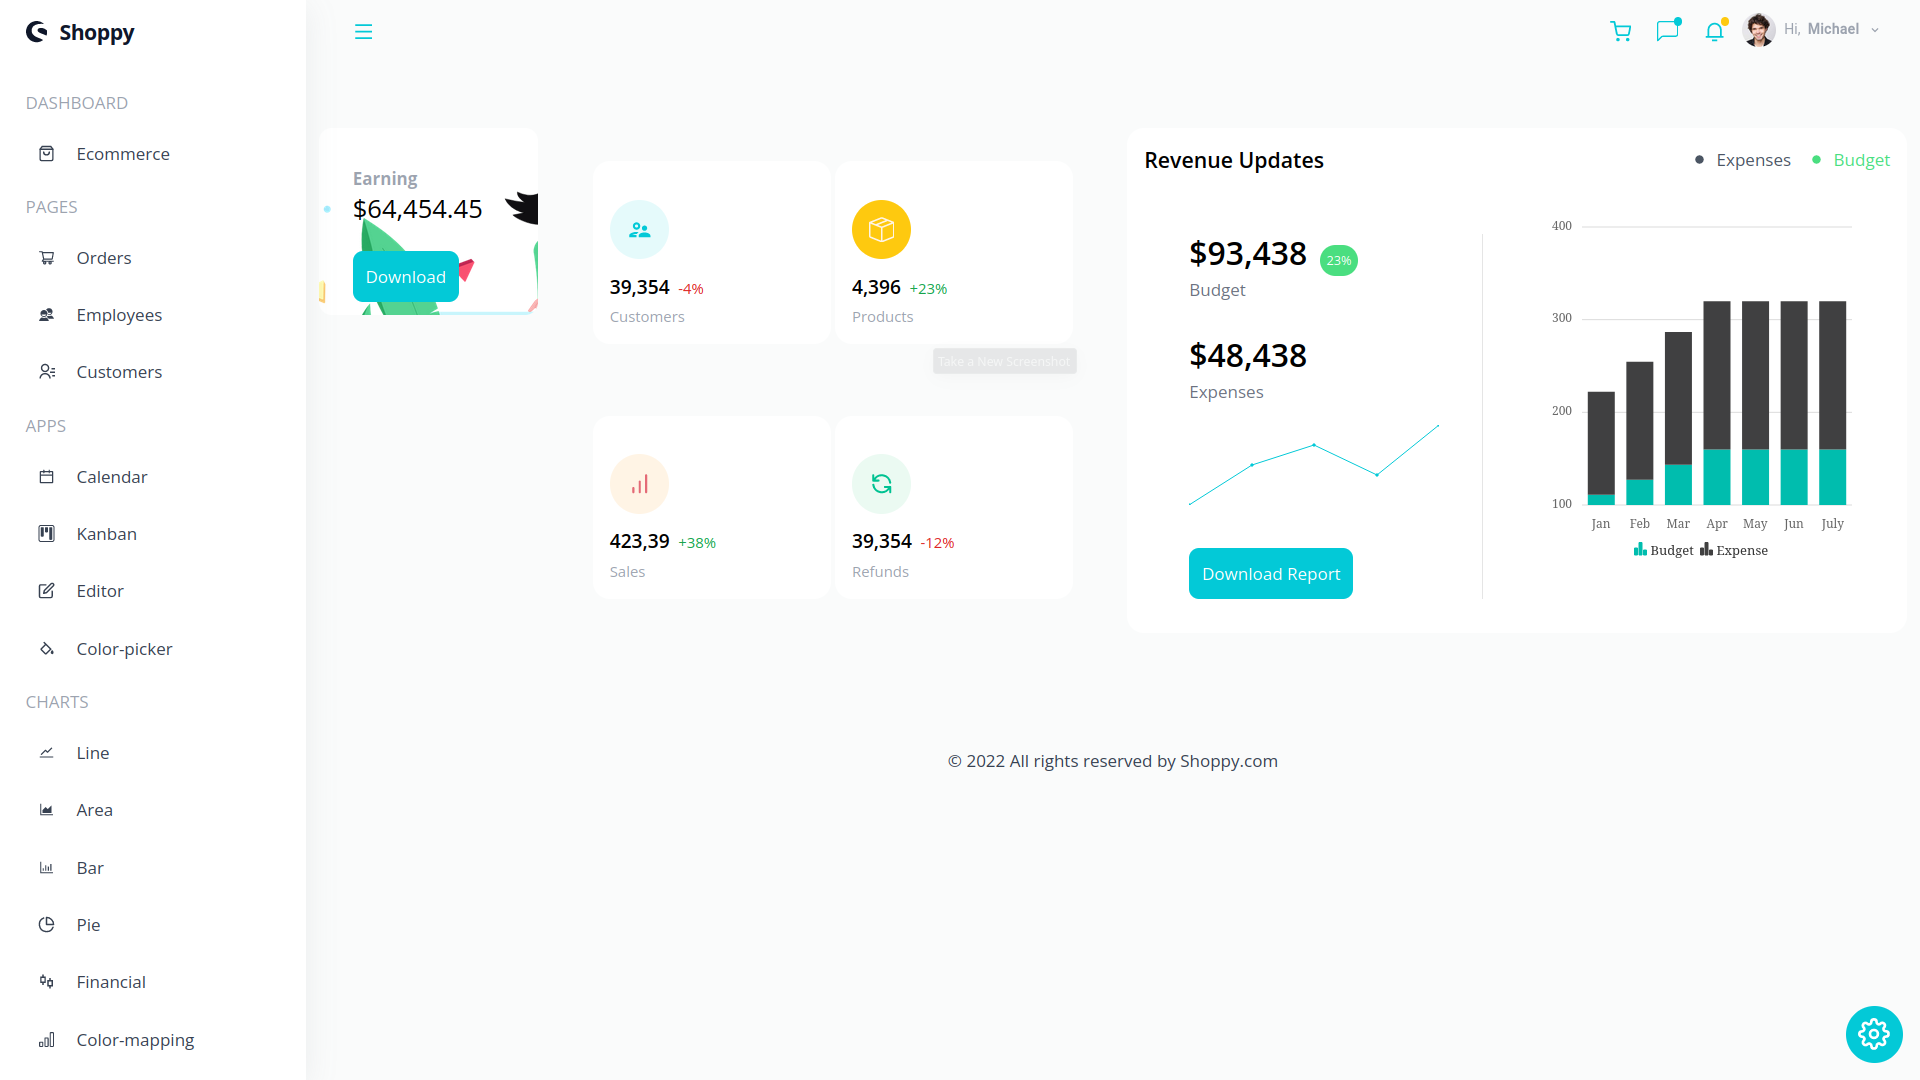 Shoppy
DASHBOARD
Ecommerce
PAGES
Orders
Employees
Customers
APPS
Calendar
Kanban
Editor
Color-picker
CHARTS
Line
Area
Bar
Pie
Financial
Color-mapping
Hi, Michael
Earning
$64,454.45
Download
39,354 -4%
Customers
4,396 +23%
Products
Take a New Screenshot
423,39 +38%
Sales
39,354 -12%
Refunds
Revenue Updates
Expenses Budget
$93,438 23%
Budget
$48,438
Expenses
Download Report
400
300
200
100
Jan Feb Mar Apr May Jun July
Budget Expense
© 2022 All rights reserved by Shoppy.com